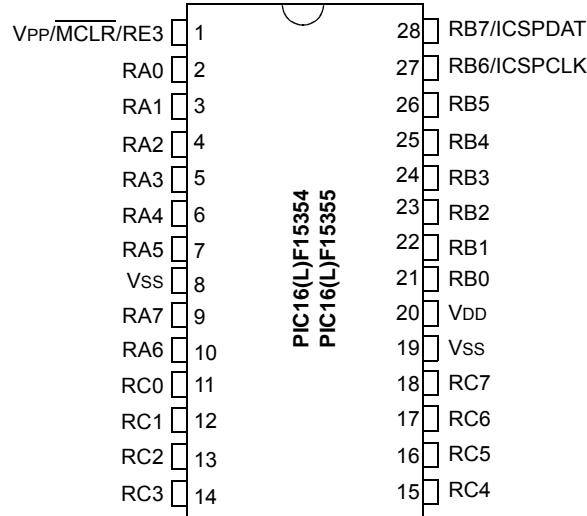 VPP/MCLR/RE3 1 28 RB7/ICSPDAT
RA0 2 27 RB6/ICSPCLK
RA1 3 26 RB5
RA2 4 25 RB4
RA3 5 24 RB3
RA4 6 23 RB2
RA5 7 22 RB1
VSS 8 21 RB0
RA7 9 20 VDD
RA6 10 19 VSS
RC0 11 18 RC7
RC1 12 17 RC6
RC2 13 16 RC5
RC3 14 15 RC4
PIC16(L)F15354
PIC16(L)F15355